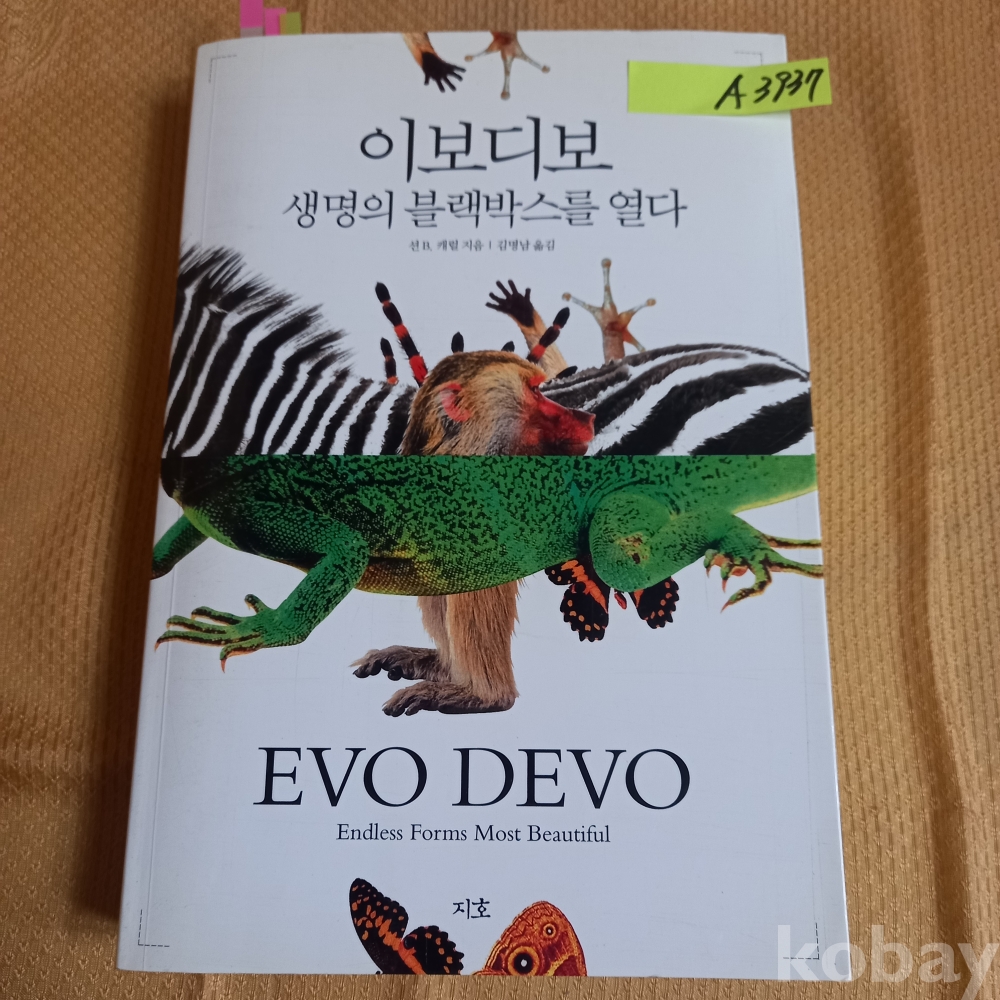 A3937
이보디보
생명의 블랙박스를 열다
션 B. 캐럴 지음 | 김명남 옮김
EVO DEVO
Endless Forms Most Beautiful
지호
kobay